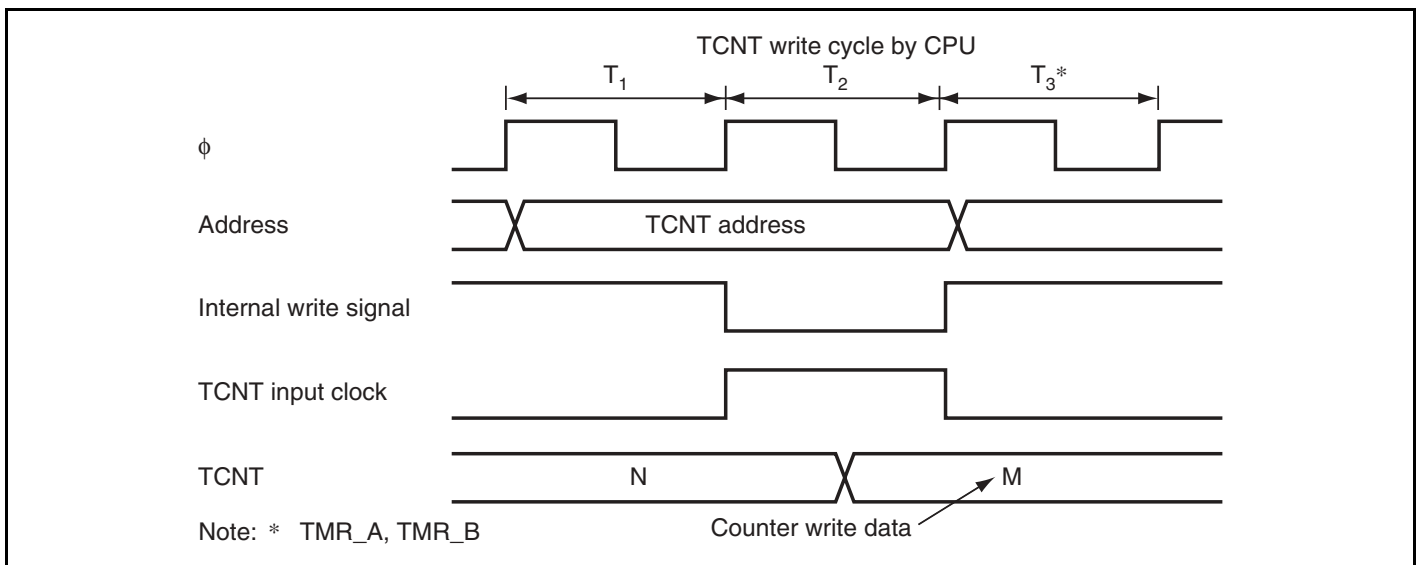 TCNT write cycle by CPU
T1 T2 T3*
ϕ
Address TCNT address
Internal write signal
TCNT input clock
TCNT N M
Note: * TMR_A, TMR_B Counter write data